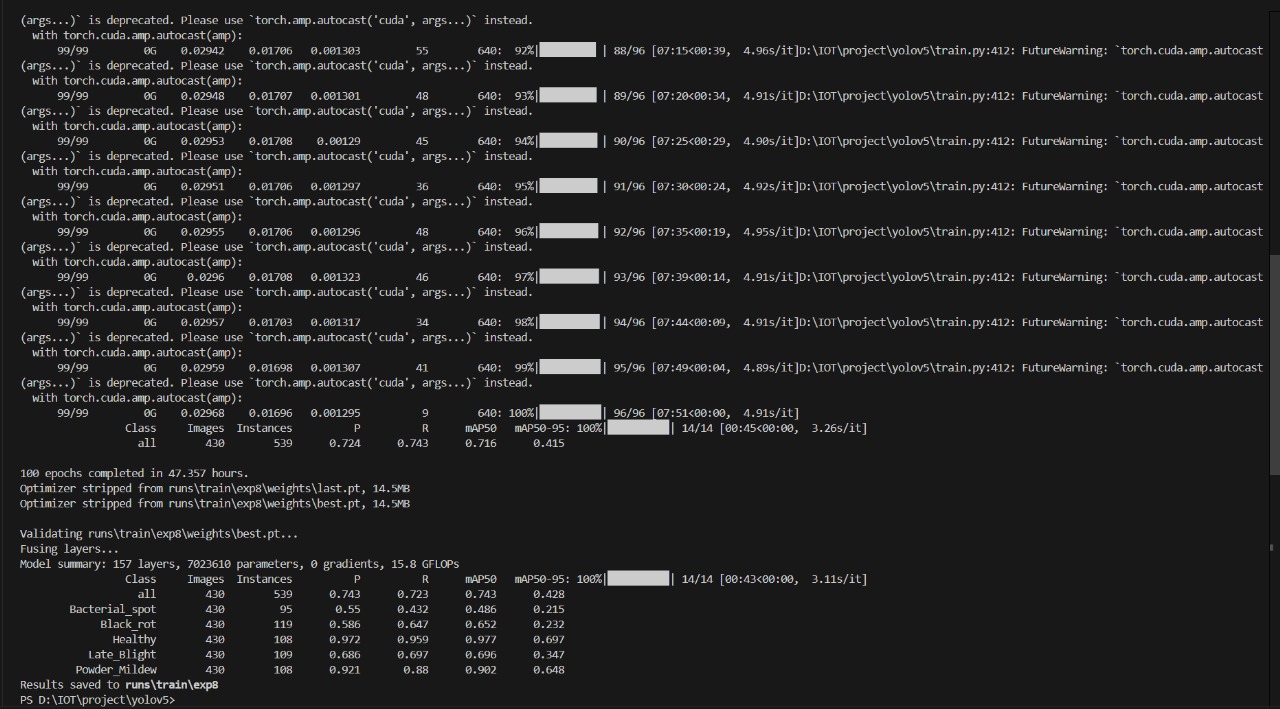 (args...)` is deprecated. Please use `torch.amp.autocast('cuda', args...)` instead.
with torch.cuda.amp.autocast(amp):
99/99 0G 0.02942 0.01706 0.001303 55 640: 92%| | 88/96 [07:15<00:39, 4.96s/it]D:\IOT\project\yolov5\train.py:412: FutureWarning: `torch.cuda.amp.autocast
(args...)` is deprecated. Please use `torch.amp.autocast('cuda', args...)` instead.
with torch.cuda.amp.autocast(amp):
99/99 0G 0.02948 0.01707 0.001301 48 640: 93%| | 89/96 [07:20<00:34, 4.91s/it]D:\IOT\project\yolov5\train.py:412: FutureWarning: `torch.cuda.amp.autocast
(args...)` is deprecated. Please use `torch.amp.autocast('cuda', args...)` instead.
with torch.cuda.amp.autocast(amp):
99/99 0G 0.02953 0.01708 0.00129 45 640: 94%| | 90/96 [07:25<00:29, 4.90s/it]D:\IOT\project\yolov5\train.py:412: FutureWarning: `torch.cuda.amp.autocast
(args...)` is deprecated. Please use `torch.amp.autocast('cuda', args...)` instead.
with torch.cuda.amp.autocast(amp):
99/99 0G 0.02951 0.01706 0.001297 36 640: 95%| | 91/96 [07:30<00:24, 4.92s/it]D:\IOT\project\yolov5\train.py:412: FutureWarning: `torch.cuda.amp.autocast
(args...)` is deprecated. Please use `torch.amp.autocast('cuda', args...)` instead.
with torch.cuda.amp.autocast(amp):
99/99 0G 0.02955 0.01706 0.001296 48 640: 96%| | 92/96 [07:35<00:19, 4.95s/it]D:\IOT\project\yolov5\train.py:412: FutureWarning: `torch.cuda.amp.autocast
(args...)` is deprecated. Please use `torch.amp.autocast('cuda', args...)` instead.
with torch.cuda.amp.autocast(amp):
99/99 0G 0.0296 0.01708 0.001323 46 640: 97%| | 93/96 [07:39<00:14, 4.91s/it]D:\IOT\project\yolov5\train.py:412: FutureWarning: `torch.cuda.amp.autocast
(args...)` is deprecated. Please use `torch.amp.autocast('cuda', args...)` instead.
with torch.cuda.amp.autocast(amp):
99/99 0G 0.02957 0.01703 0.001317 34 640: 98%| | 94/96 [07:44<00:09, 4.91s/it]D:\IOT\project\yolov5\train.py:412: FutureWarning: `torch.cuda.amp.autocast
(args...)` is deprecated. Please use `torch.amp.autocast('cuda', args...)` instead.
with torch.cuda.amp.autocast(amp):
99/99 0G 0.02959 0.01698 0.001307 41 640: 99%| | 95/96 [07:49<00:04, 4.89s/it]D:\IOT\project\yolov5\train.py:412: FutureWarning: `torch.cuda.amp.autocast
(args...)` is deprecated. Please use `torch.amp.autocast('cuda', args...)` instead.
with torch.cuda.amp.autocast(amp):
99/99 0G 0.02968 0.01696 0.001295 9 640: 100%| | 96/96 [07:51<00:00, 4.91s/it]
Class Images Instances P R mAP50 mAP50-95: 100%| | 14/14 [00:45<00:00, 3.26s/it]
all 430 539 0.724 0.743 0.716 0.415
100 epochs completed in 47.357 hours.
Optimizer stripped from runs\train\exp8\weights\last.pt, 14.5MB
Optimizer stripped from runs\train\exp8\weights\best.pt, 14.5MB
Validating runs\train\exp8\weights\best.pt...
Fusing layers...
Model summary: 157 layers, 7023610 parameters, 0 gradients, 15.8 GFLOPs
Class Images Instances P R mAP50 mAP50-95: 100%| | 14/14 [00:43<00:00, 3.11s/it]
all 430 539 0.743 0.723 0.743 0.428
Bacterial_spot 430 95 0.55 0.432 0.486 0.215
Black_rot 430 119 0.586 0.647 0.652 0.232
Healthy 430 108 0.972 0.959 0.977 0.697
Late_Blight 430 109 0.686 0.697 0.696 0.347
Powder_Mildew 430 108 0.921 0.88 0.902 0.648
Results saved to runs\train\exp8
PS D:\IOT\project\yolov5>